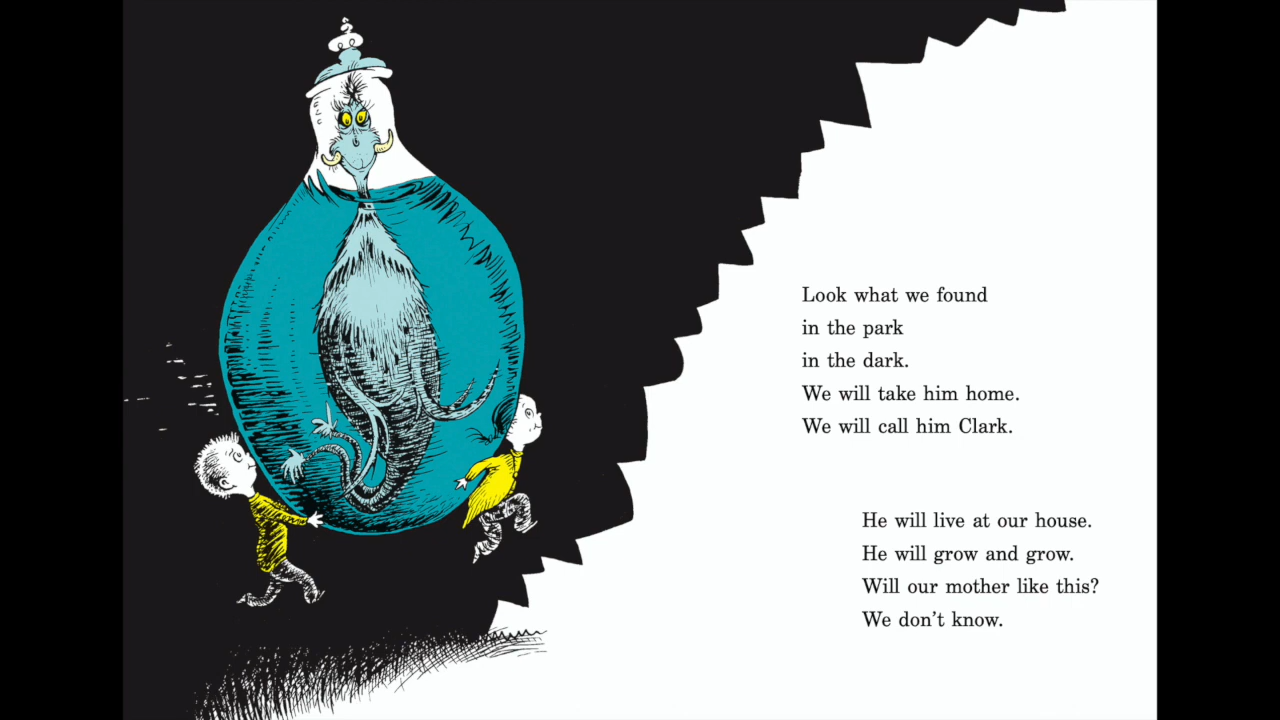 Look what we found
in the park
in the dark.
We will take him home.
We will call him Clark.
He will live at our house.
He will grow and grow.
Will our mother like this?
We don't know.